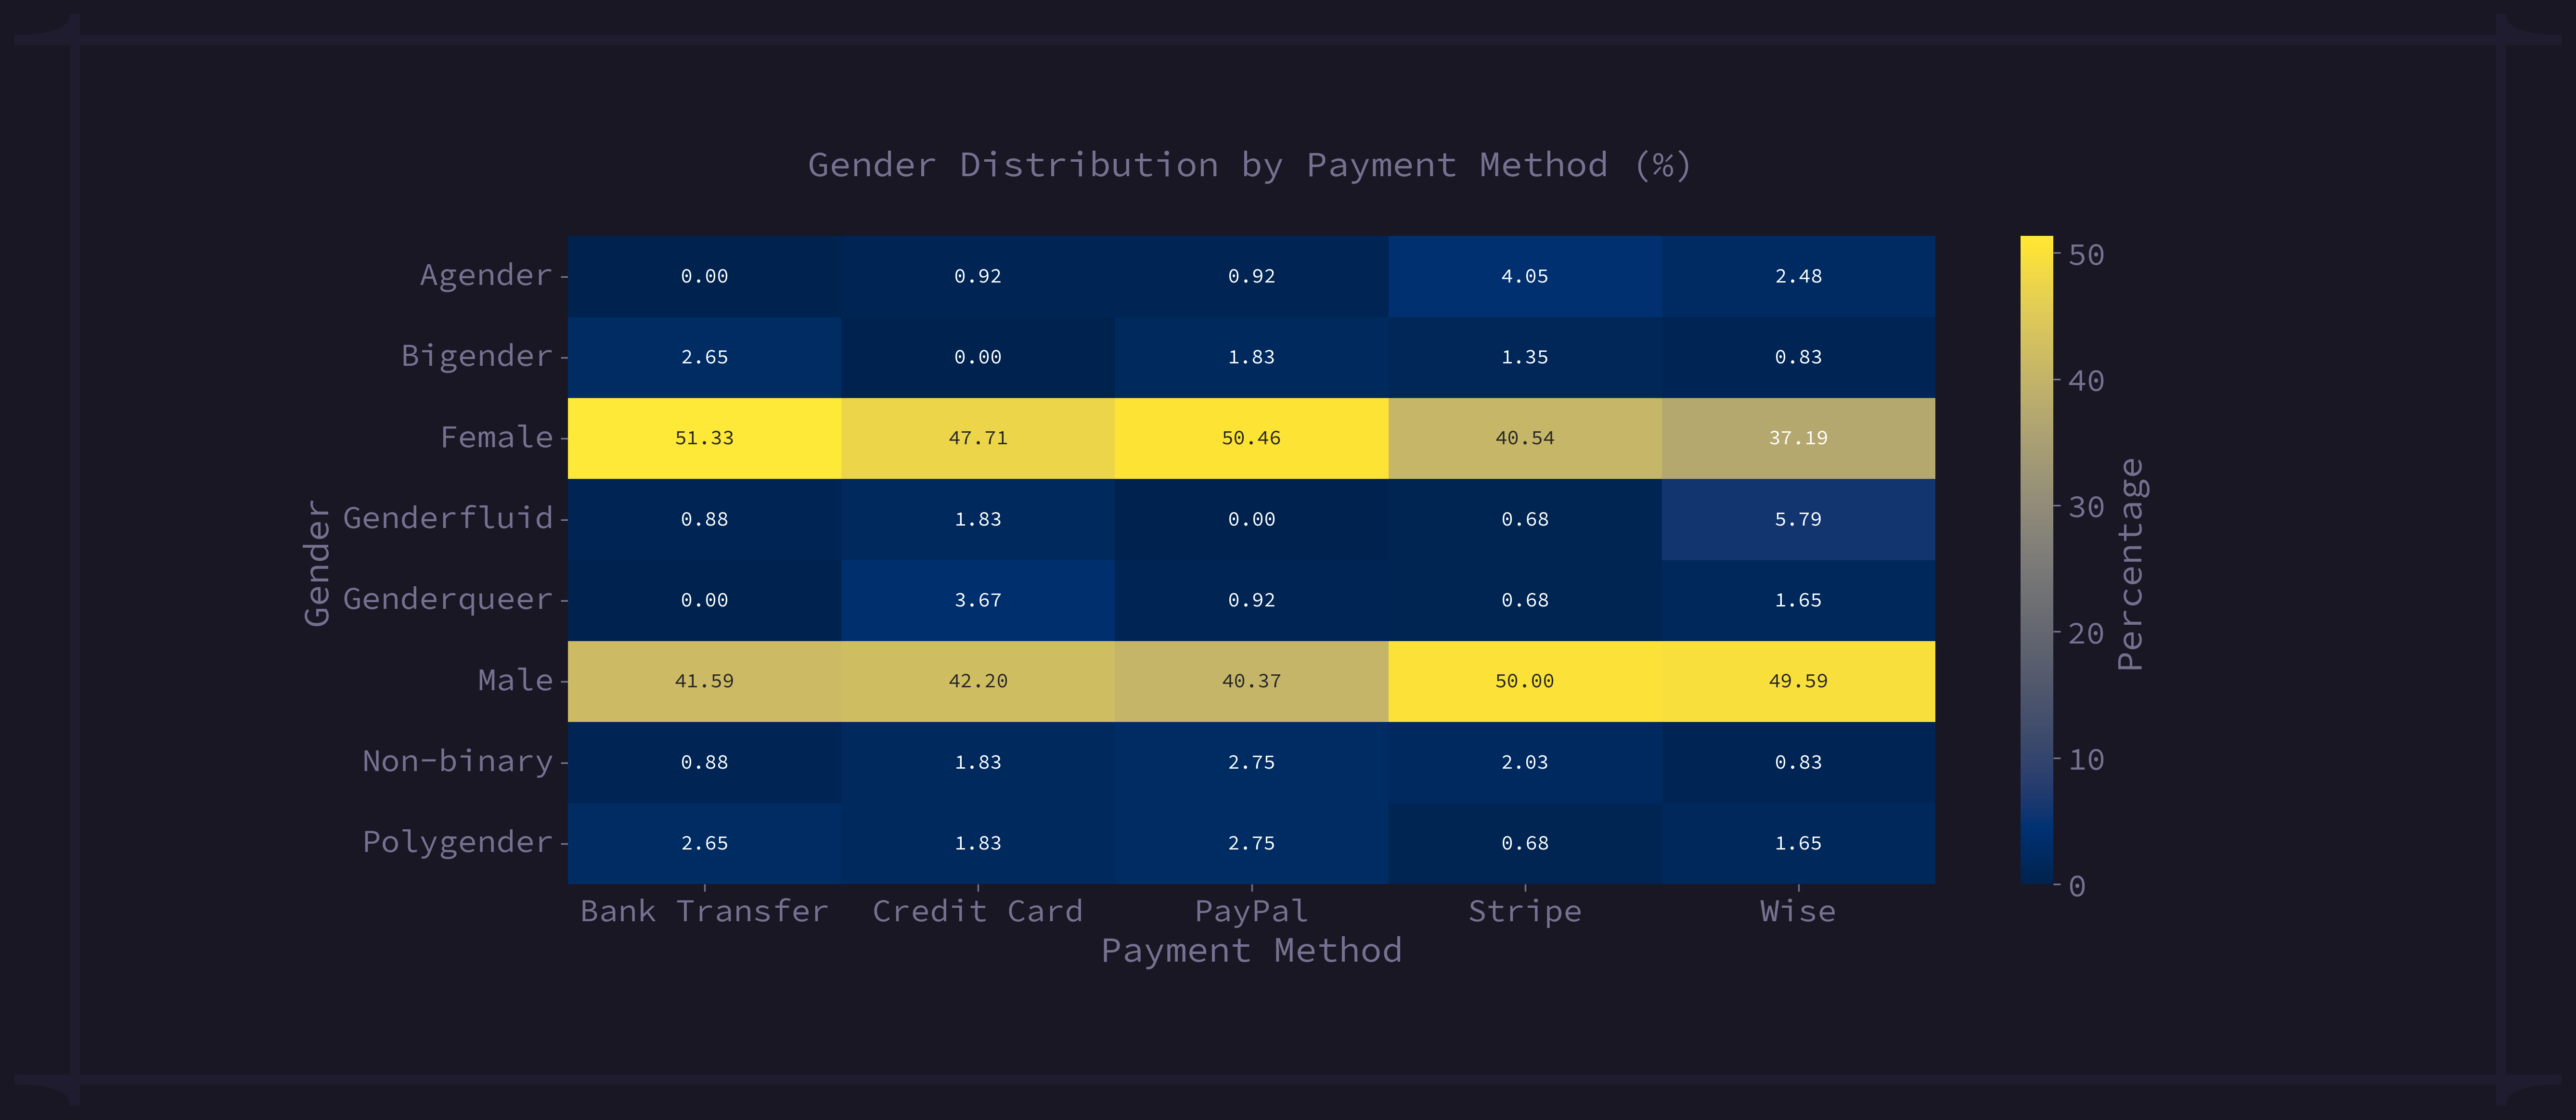 Gender Distribution by Payment Method (%)
Agender 0.00 0.92 0.92 4.05 2.48
Bigender 2.65 0.00 1.83 1.35 0.83
Female 51.33 47.71 50.46 40.54 37.19
Genderfluid 0.88 1.83 0.00 0.68 5.79
Genderqueer 0.00 3.67 0.92 0.68 1.65
Male 41.59 42.20 40.37 50.00 49.59
Non-binary 0.88 1.83 2.75 2.03 0.83
Polygender 2.65 1.83 2.75 0.68 1.65
Bank Transfer Credit Card PayPal Stripe Wise
Payment Method
Gender
50
40
30
20
10
0
Percentage